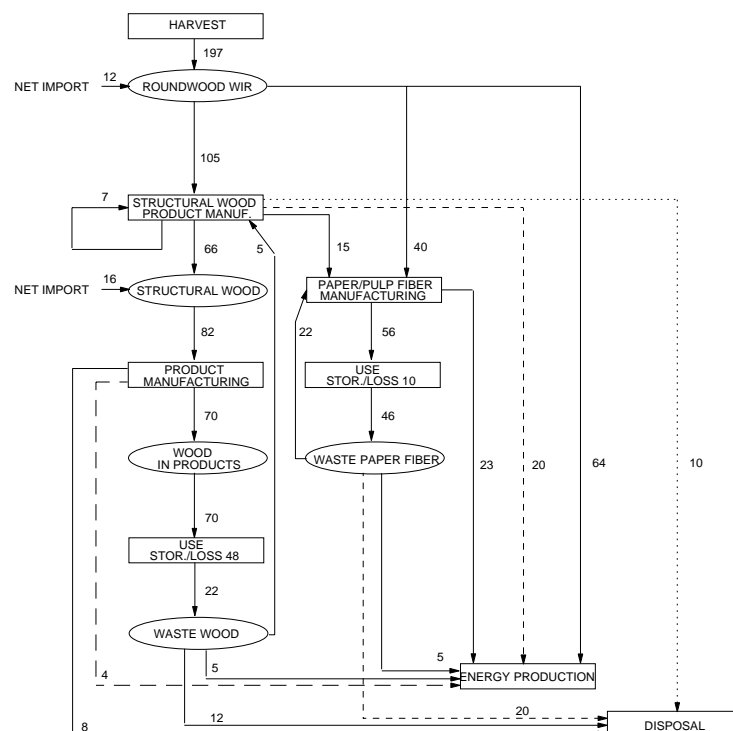 HARVEST
197
NET IMPORT
12
ROUNDWOOD WIR
105
7
STRUCTURAL WOOD
PRODUCT MANUF.
66
5
15
40
NET IMPORT
16
STRUCTURAL WOOD
PAPER/PULP FIBER
MANUFACTURING
82
22
56
PRODUCT
MANUFACTURING
USE
STOR./LOSS 10
70
46
WOOD
IN PRODUCTS
WASTE PAPER FIBER
23
20
64
10
70
USE
STOR./LOSS 48
22
WASTE WOOD
4
5
5
ENERGY PRODUCTION
8
12
20
DISPOSAL